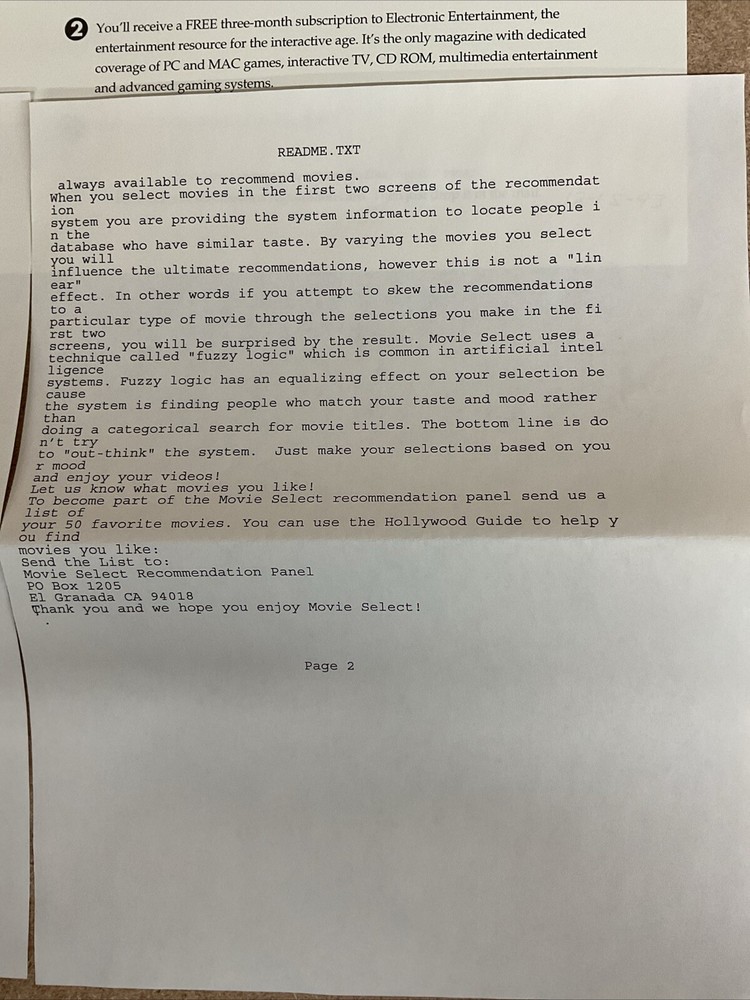 2 You'll receive a FREE three-month subscription to Electronic Entertainment, the
entertainment resource for the interactive age. It's the only magazine with dedicated
coverage of PC and MAC games, interactive TV, CD ROM, multimedia entertainment
and advanced gaming systems.
README.TXT
always available to recommend movies.
When you select movies in the first two screens of the recommendat
ion
system you are providing the system information to locate people i
n the
database who have similar taste. By varying the movies you select
you will
influence the ultimate recommendations, however this is not a "lin
ear"
effect. In other words if you attempt to skew the recommendations
to a
particular type of movie through the selections you make in the fi
rst two
screens, you will be surprised by the result. Movie Select uses a
technique called "fuzzy logic" which is common in artificial intel
ligence
systems. Fuzzy logic has an equalizing effect on your selection be
cause
the system is finding people who match your taste and mood rather
than
doing a categorical search for movie titles. The bottom line is do
n't try
to "out-think" the system.  Just make your selections based on you
r mood
and enjoy your videos!
Let us know what movies you like!
To become part of the Movie Select recommendation panel send us a
list of
your 50 favorite movies. You can use the Hollywood Guide to help y
ou find
movies you like:
Send the List to:
Movie Select Recommendation Panel
PO Box 1205
El Granada CA 94018
Thank you and we hope you enjoy Movie Select!
.
Page 2